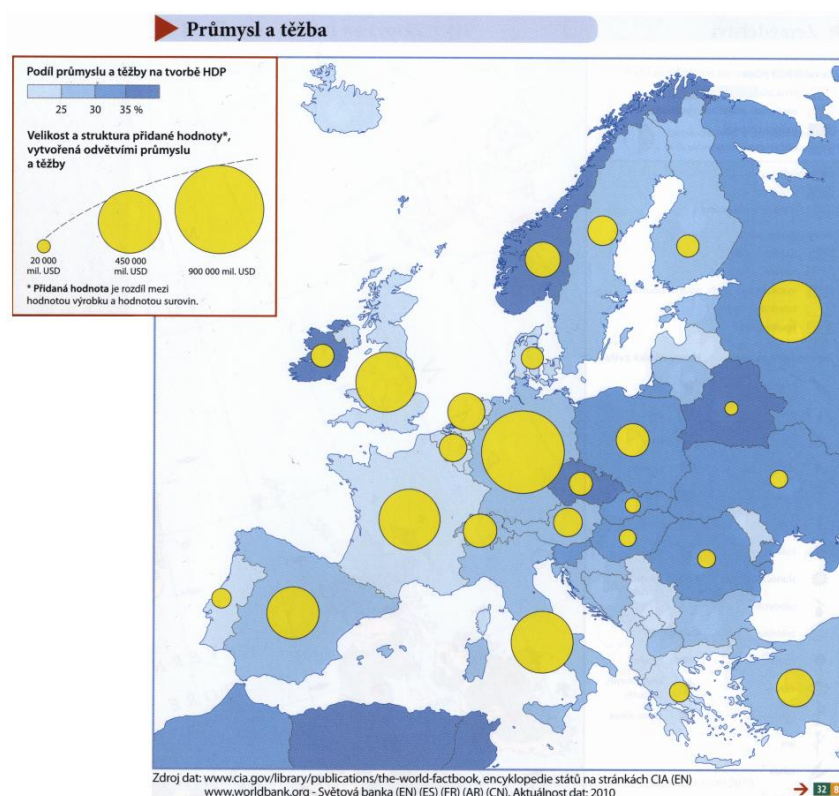 Průmysl a těžba
Podíl průmyslu a těžby na tvorbě HDP
25 30 35 %
Velikost a struktura přidané hodnoty*,
vytvořená odvětvími průmyslu
a těžby
20 000
mil. USD
450 000
mil. USD
900 000 mil. USD
* Přidaná hodnota je rozdíl mezi
hodnotou výrobku a hodnotou surovin.
Zdroj dat: www.cia.gov/library/publications/the-world-factbook, encyklopedie států na stránkách CIA (EN)
www.worldbank.org - Světová banka (EN) (ES) (FR) (AR) (CN). Aktuálnost dat: 2010
32